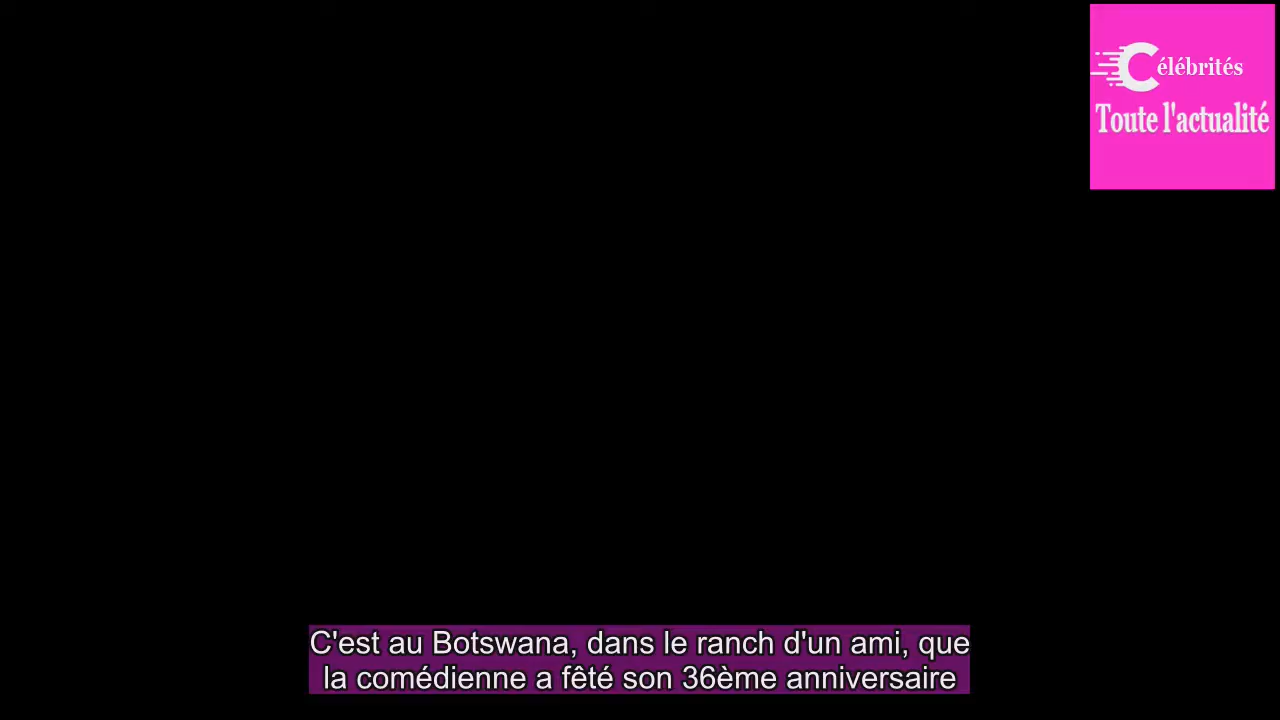 Célébrités
Toute l'actualité
C'est au Botswana, dans le ranch d'un ami, que
la comédienne a fêté son 36ème anniversaire